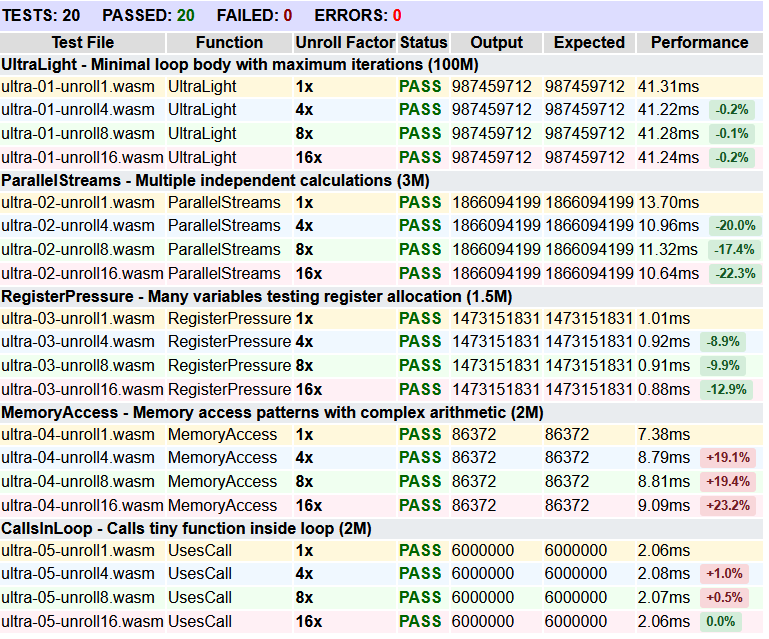 TESTS: 20 PASSED: 20 FAILED: 0 ERRORS: 0
Test File Function Unroll Factor Status Output Expected Performance
UltraLight - Minimal loop body with maximum iterations (100M)
ultra-01-unroll1.wasm UltraLight 1x PASS 987459712 987459712 41.31ms
ultra-01-unroll4.wasm UltraLight 4x PASS 987459712 987459712 41.22ms -0.2%
ultra-01-unroll8.wasm UltraLight 8x PASS 987459712 987459712 41.28ms -0.1%
ultra-01-unroll16.wasm UltraLight 16x PASS 987459712 987459712 41.24ms -0.2%
ParallelStreams - Multiple independent calculations (3M)
ultra-02-unroll1.wasm ParallelStreams 1x PASS 1866094199 1866094199 13.70ms
ultra-02-unroll4.wasm ParallelStreams 4x PASS 1866094199 1866094199 10.96ms -20.0%
ultra-02-unroll8.wasm ParallelStreams 8x PASS 1866094199 1866094199 11.32ms -17.4%
ultra-02-unroll16.wasm ParallelStreams 16x PASS 1866094199 1866094199 10.64ms -22.3%
RegisterPressure - Many variables testing register allocation (1.5M)
ultra-03-unroll1.wasm RegisterPressure 1x PASS 1473151831 1473151831 1.01ms
ultra-03-unroll4.wasm RegisterPressure 4x PASS 1473151831 1473151831 0.92ms -8.9%
ultra-03-unroll8.wasm RegisterPressure 8x PASS 1473151831 1473151831 0.91ms -9.9%
ultra-03-unroll16.wasm RegisterPressure 16x PASS 1473151831 1473151831 0.88ms -12.9%
MemoryAccess - Memory access patterns with complex arithmetic (2M)
ultra-04-unroll1.wasm MemoryAccess 1x PASS 86372 86372 7.38ms
ultra-04-unroll4.wasm MemoryAccess 4x PASS 86372 86372 8.79ms +19.1%
ultra-04-unroll8.wasm MemoryAccess 8x PASS 86372 86372 8.81ms +19.4%
ultra-04-unroll16.wasm MemoryAccess 16x PASS 86372 86372 9.09ms +23.2%
CallsInLoop - Calls tiny function inside loop (2M)
ultra-05-unroll1.wasm UsesCall 1x PASS 6000000 6000000 2.06ms
ultra-05-unroll4.wasm UsesCall 4x PASS 6000000 6000000 2.08ms +1.0%
ultra-05-unroll8.wasm UsesCall 8x PASS 6000000 6000000 2.07ms +0.5%
ultra-05-unroll16.wasm UsesCall 16x PASS 6000000 6000000 2.06ms 0.0%